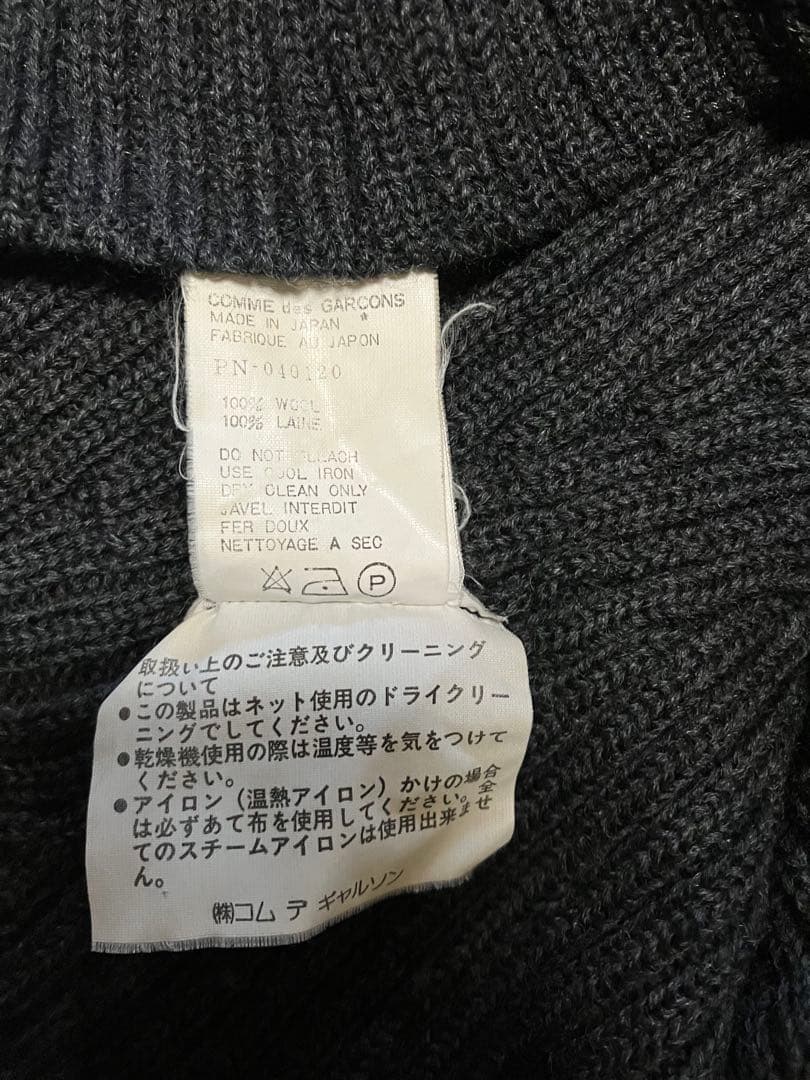 COMME des GARCONS
MADE IN JAPAN *
FABRIQUE AU JAPON
PN-040120
100% WOOL
100% LAINE
DO NOT BLEACH
USE COOL IRON
DRY CLEAN ONLY
JAVEL INTERDIT
FER DOUX
NETTOYAGE A SEC
P
取扱い上のご注意及びクリーニング
について
●この製品はネット使用のドライクリー
ニングでしてください。
●乾燥機使用の際は温度等を気をつけて
ください。
●アイロン（温熱アイロン）かけの場合
は必ずあて布を使用してください。全
てのスチームアイロンは使用出来ませ
ん。
㈱コム デ ギャルソン